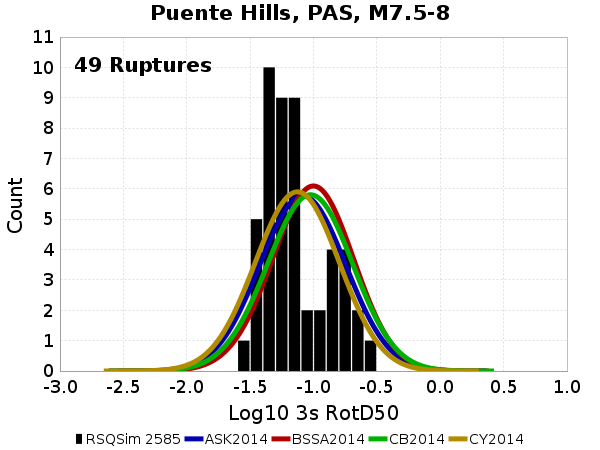 Puente Hills, PAS, M7.5-8
49 Ruptures
11
10
9
8
7
6
5
4
3
2
1
0
Count
-3.0 -2.5 -2.0 -1.5 -1.0 -0.5 0.0 0.5 1.0
Log10 3s RotD50
RSQSim 2585 ASK2014 BSSA2014 CB2014 CY2014